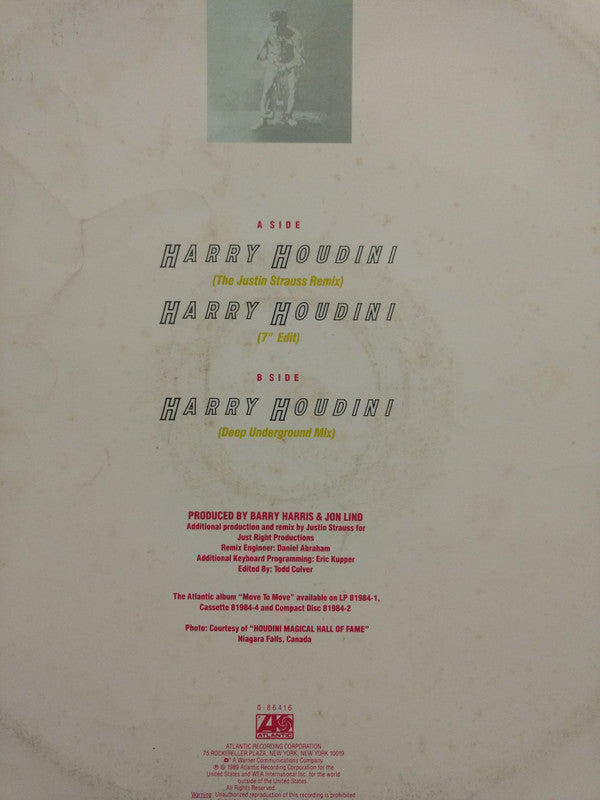 A SIDE
HARRY HOUDINI
(The Justin Strauss Remix)
HARRY HOUDINI
(7" Edit)
B SIDE
HARRY HOUDINI
(Deep Underground Mix)
PRODUCED BY BARRY HARRIS & JON LIND
Additional production and remix by Justin Strauss for
Just Right Productions
Remix Engineer: Daniel Abraham
Additional Keyboard Programming: Eric Kupper
Edited By: Todd Culver
The Atlantic album "Move To Move" available on LP 81984-1,
Cassette 81984-4 and Compact Disc 81984-2
Photo: Courtesy of "HOUDINI MAGICAL HALL OF FAME"
Niagara Falls, Canada
0-86416
ATLANTIC
ATLANTIC RECORDING CORPORATION
75 ROCKEFELLER PLAZA, NEW YORK, NEW YORK 10019
A Warner Communications Company
℗ © 1989 Atlantic Recording Corporation for the
United States and WEA International Inc. for the world
outside of the United States.
All Rights Reserved.
Warning: Unauthorized reproduction of this recording is prohibited